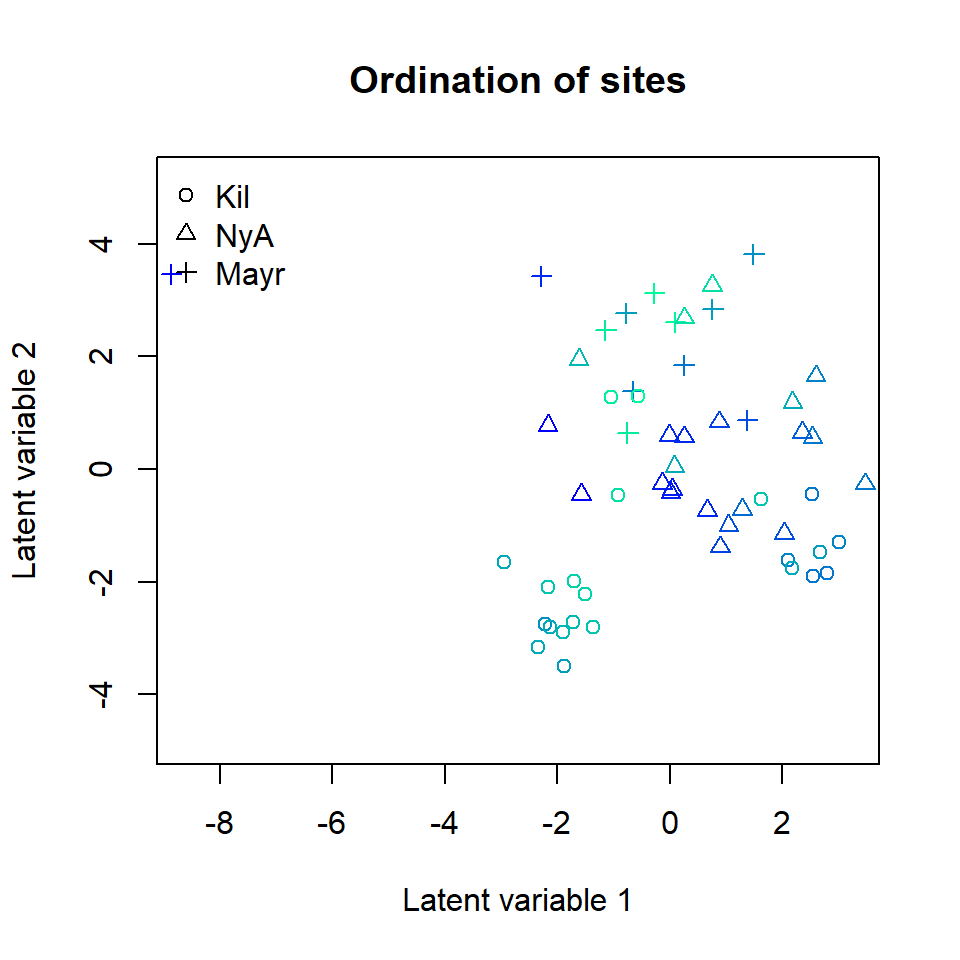 Ordination of sites
Kil
NyA
Mayr
Latent variable 2
4
2
0
-2
-4
-8 -6 -4 -2 0 2
Latent variable 1